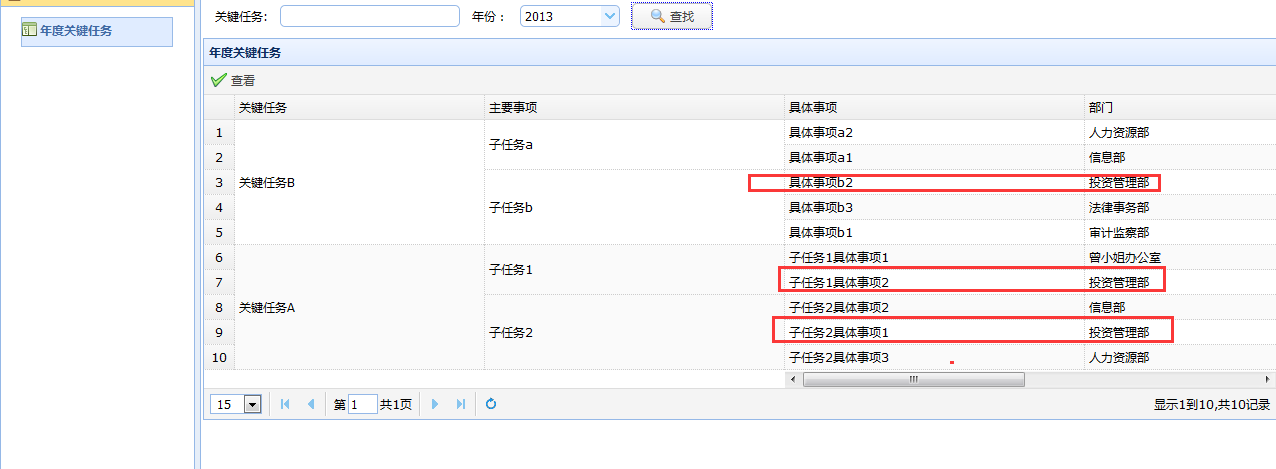 关键任务: 年份： 2013 查找
年度关键任务
年度关键任务
查看
关键任务 主要事项 具体事项 部门
1 关键任务B 子任务a 具体事项a2 人力资源部
2 具体事项a1 信息部
3 子任务b 具体事项b2 投资管理部
4 具体事项b3 法律事务部
5 具体事项b1 审计监察部
6 关键任务A 子任务1 子任务1具体事项1 曾小姐办公室
7 子任务1具体事项2 投资管理部
8 子任务2 子任务2具体事项2 信息部
9 子任务2具体事项1 投资管理部
10 子任务2具体事项3 人力资源部
15 第 1 共1页 显示1到10,共10记录